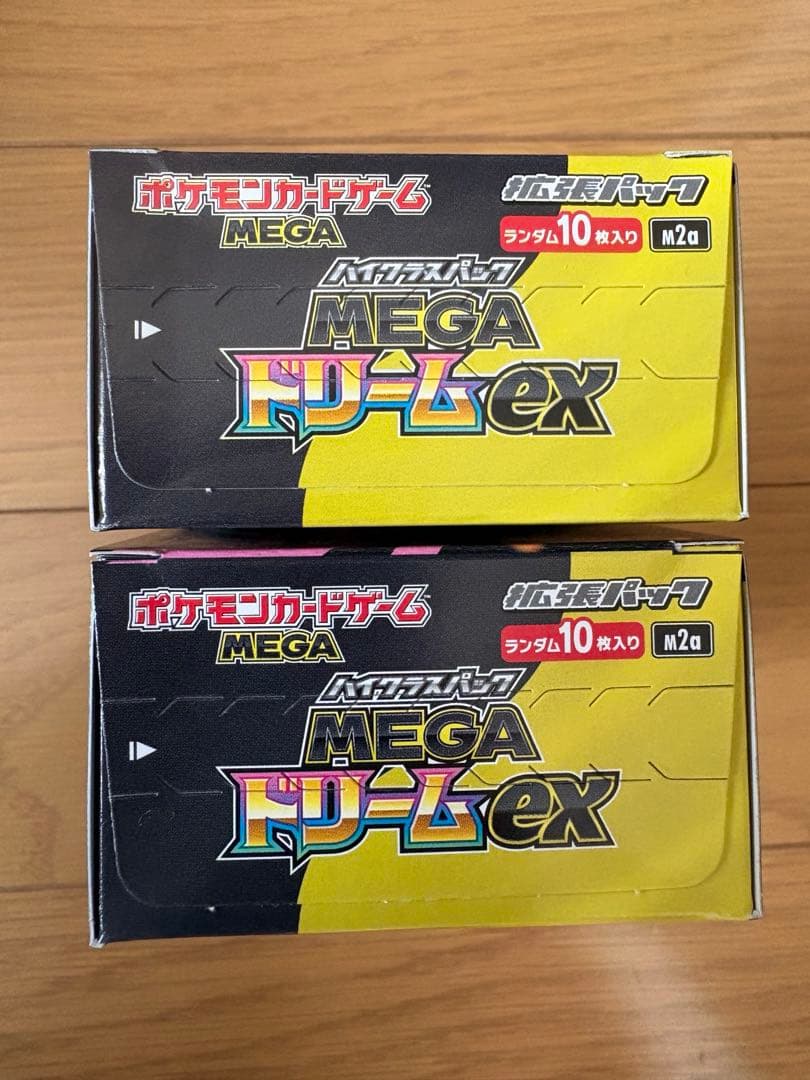 ポケモンカードゲーム™
MEGA
拡張パック
ランダム10枚入り
M2a
ハイクラスパック
MEGA
ドリームex
ポケモンカードゲーム™
MEGA
拡張パック
ランダム10枚入り
M2a
ハイクラスパック
MEGA
ドリームex